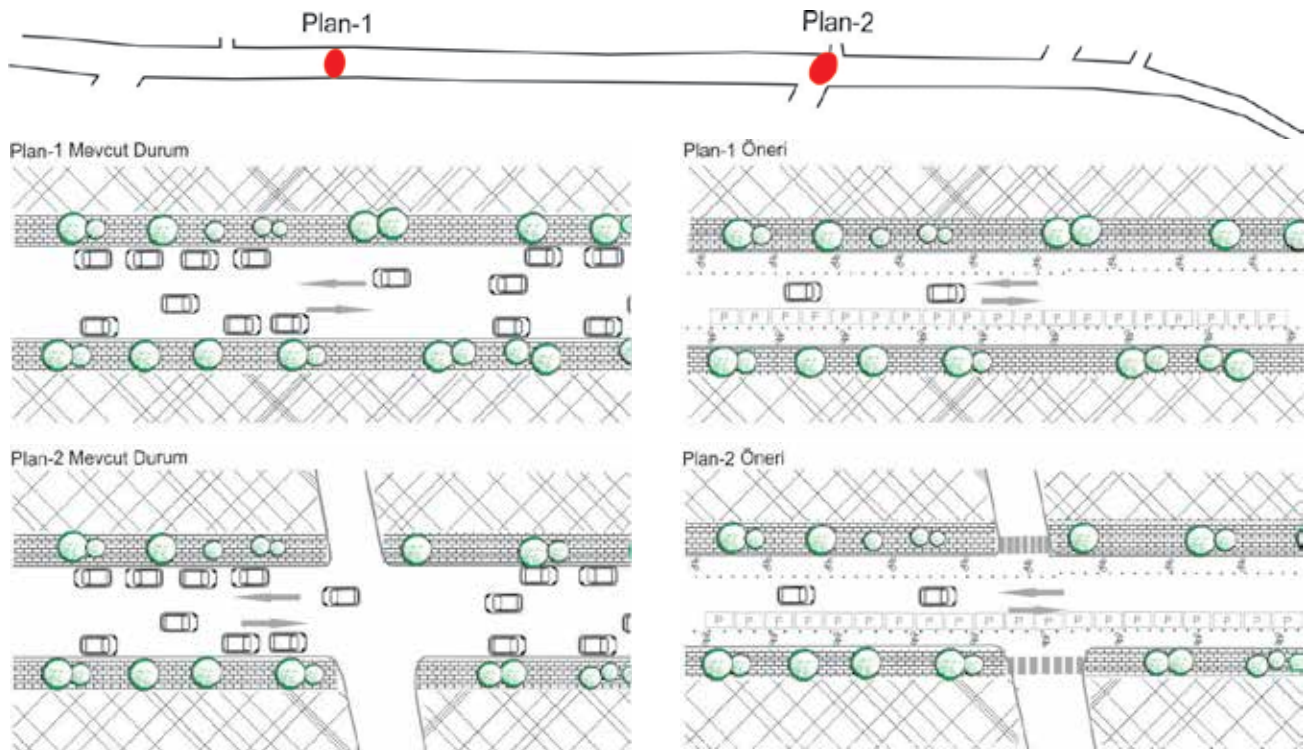 Plan-1
Plan-2
Plan-1 Mevcut Durum
Plan-1 Öneri
P P P P P P P P P P P P P P P P P P P P
Plan-2 Mevcut Durum
Plan-2 Öneri
P P P P P P P P P P P P P P P P P P P P